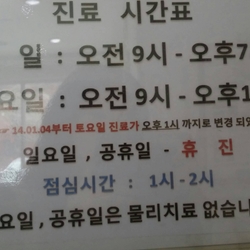 진료 시간표
일 : 오전 9시 - 오후 7
요일 : 오전 9시 - 오후 1
☞ 14.01.04부터 토요일 진료가 오후 1시 까지로 변경 되었
일요일 , 공휴일 - 휴 진
점심시간 : 1시 - 2시
요일 , 공휴일은 물리치료 없습니